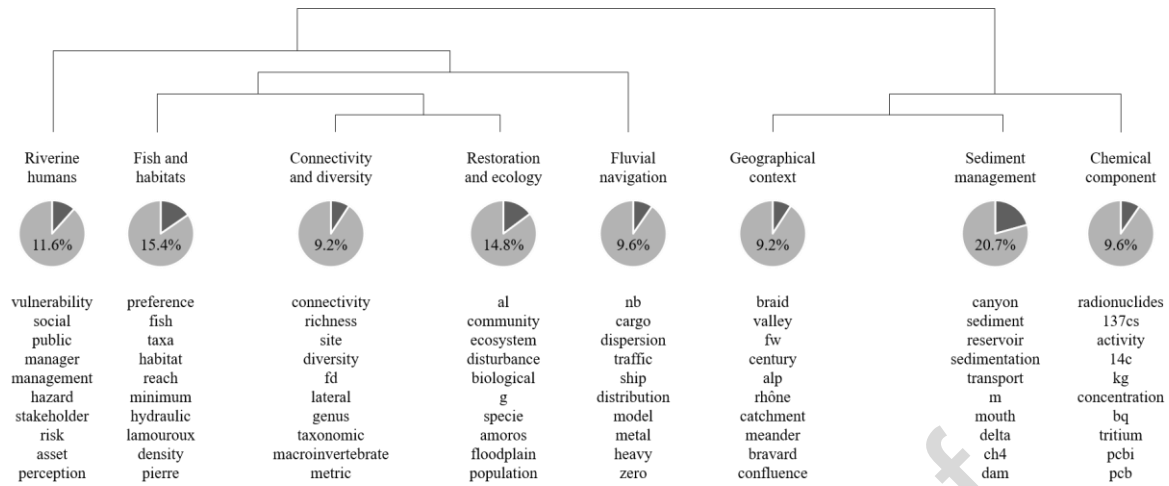 Riverine humans
11.6%
vulnerability
social
public
manager
management
hazard
stakeholder
risk
asset
perception
Fish and habitats
15.4%
preference
fish
taxa
habitat
reach
minimum
hydraulic
lamouroux
density
pierre
Connectivity and diversity
9.2%
connectivity
richness
site
diversity
fd
lateral
genus
taxonomic
macroinvertebrate
metric
Restoration and ecology
14.8%
al
community
ecosystem
disturbance
biological
g
specie
amoros
floodplain
population
Fluvial navigation
9.6%
nb
cargo
dispersion
traffic
ship
distribution
model
metal
heavy
zero
Geographical context
9.2%
braid
valley
fw
century
alp
rhône
catchment
meander
bravard
confluence
Sediment management
20.7%
canyon
sediment
reservoir
sedimentation
transport
m
mouth
delta
ch4
dam
Chemical component
9.6%
radionuclides
137cs
activity
14c
kg
concentration
bq
tritium
pcbi
pcb
f